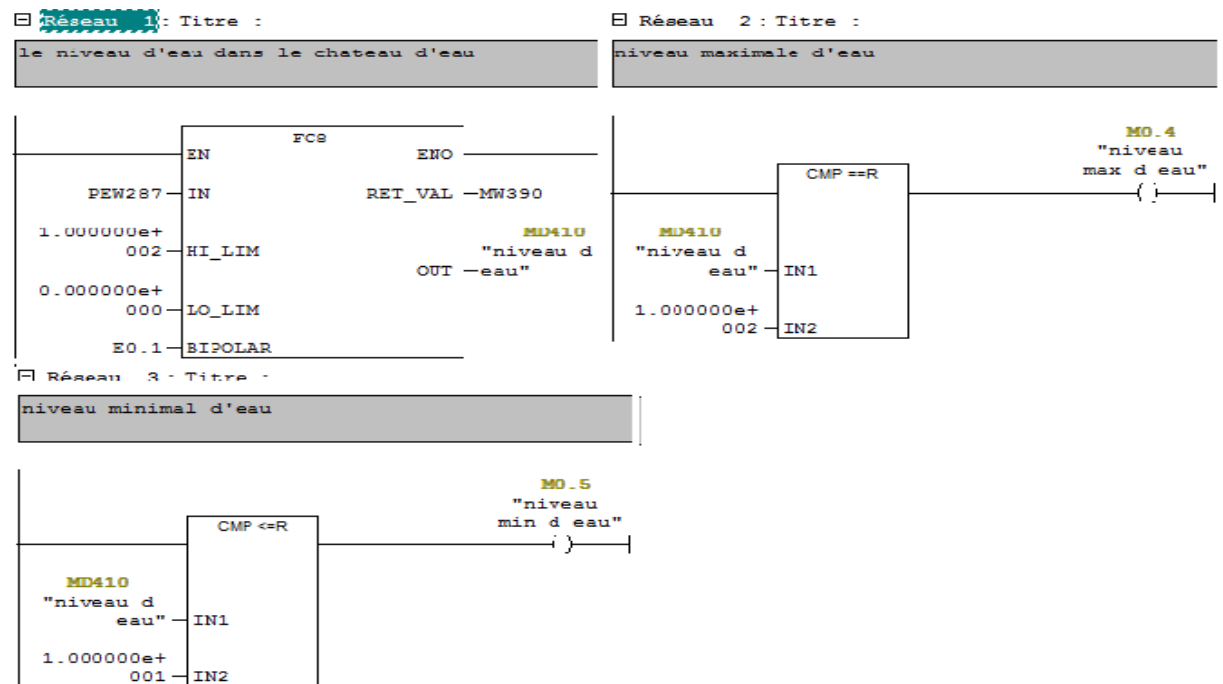 Réseau 1: Titre :
le niveau d'eau dans le chateau d'eau
FC8
EN
ENO
PEW287
IN
RET_VAL
MW390
1.000000e+
002
HI_LIM
MD410
"niveau d
eau"
OUT
0.000000e+
000
LO_LIM
E0.1
BIPOLAR
Réseau 2: Titre :
niveau maximale d'eau
M0.4
"niveau
max d eau"
CMP ==R
MD410
"niveau d
eau"
IN1
1.000000e+
002
IN2
Réseau 3: Titre :
niveau minimal d'eau
M0.5
"niveau
min d eau"
CMP <=R
MD410
"niveau d
eau"
IN1
1.000000e+
001
IN2